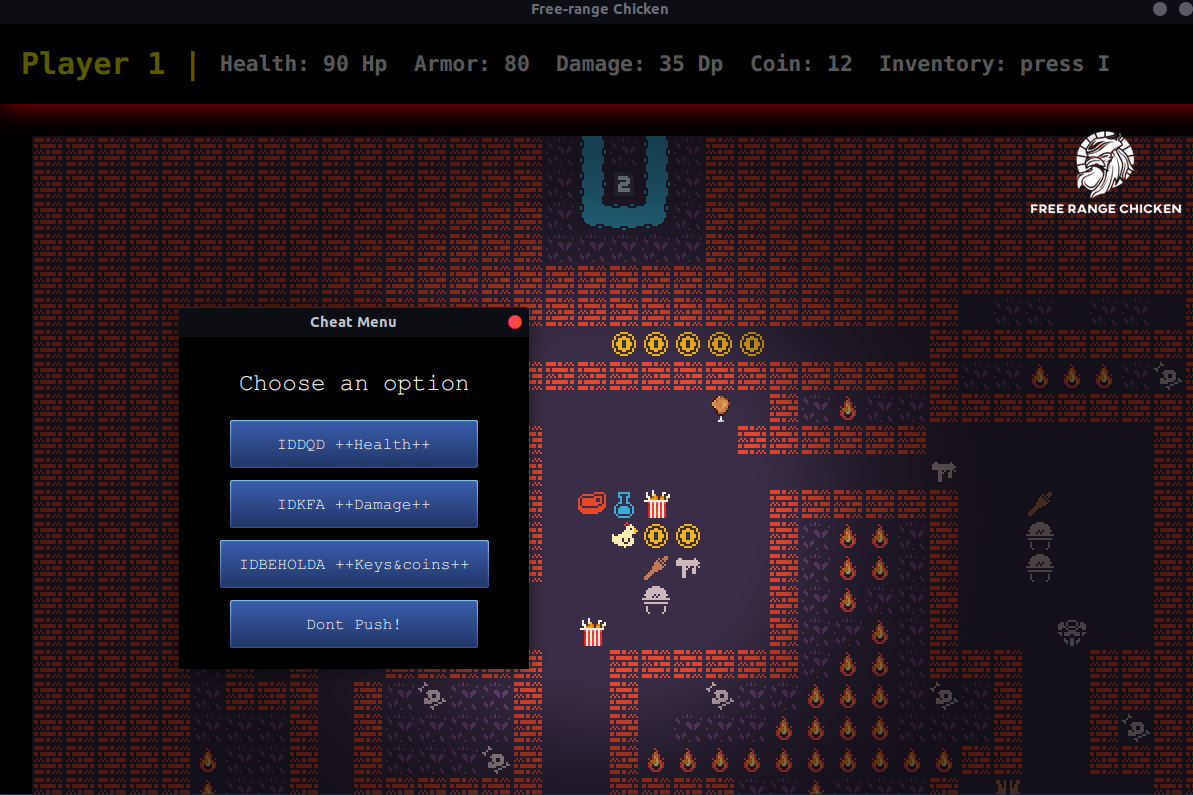 Free-range Chicken
Player 1 | Health: 90 Hp Armor: 80 Damage: 35 Dp Coin: 12 Inventory: press I
2
FREE RANGE CHICKEN
Cheat Menu
Choose an option
IDDQD ++Health++
IDKFA ++Damage++
IDBEHOLDA ++Keys&coins++
Dont Push!